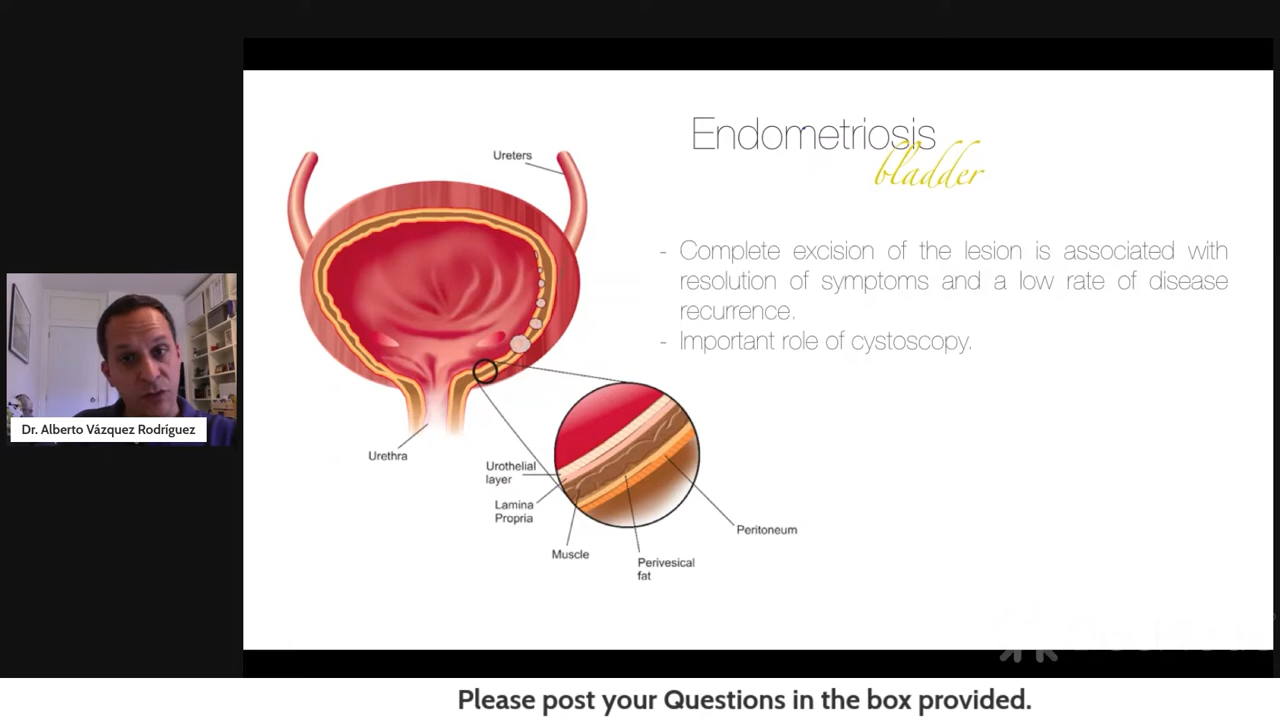 Endometriosis
bladder
Ureters
- Complete excision of the lesion is associated with
resolution of symptoms and a low rate of disease
recurrence.
- Important role of cystoscopy.
Dr. Alberto Vázquez Rodríguez
Urethra
Urothelial
layer
Lamina
Propria
Muscle
Perivesical
fat
Peritoneum
Please post your Questions in the box provided.